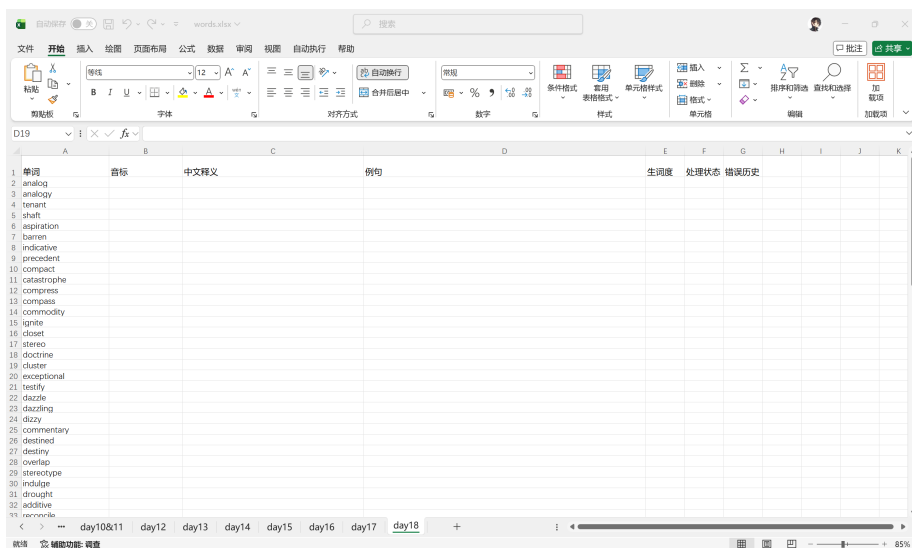 自动保存 关 words.xlsx 搜索
文件 开始 插入 绘图 页面布局 公式 数据 审阅 视图 自动执行 帮助 批注 共享
粘贴 等线 12 A^ Aˇ 自动换行 常规 条件格式 套用 单元格样式 插入 Σ 排序和筛选 查找和选择 加
B I U A 合并后居中 % 表格格式 删除 载项
格式
剪贴板 字体 对齐方式 数字 样式 单元格 编辑 加载项
D19 fx
A B C D E F G H I J K
1 单词 音标 中文释义 例句 生词度 处理状态 错误历史
2 analog
3 analogy
4 tenant
5 shaft
6 aspiration
7 barren
8 indicative
9 precedent
10 compact
11 catastrophe
12 compress
13 compass
14 commodity
15 ignite
16 closet
17 stereo
18 doctrine
19 cluster
20 exceptional
21 testify
22 dazzle
23 dazzling
24 dizzy
25 commentary
26 destined
27 destiny
28 overlap
29 stereotype
30 indulge
31 drought
32 additive
33 reconcile
day10&11 day12 day13 day14 day15 day16 day17 day18 +
就绪 辅助功能: 调查 85%